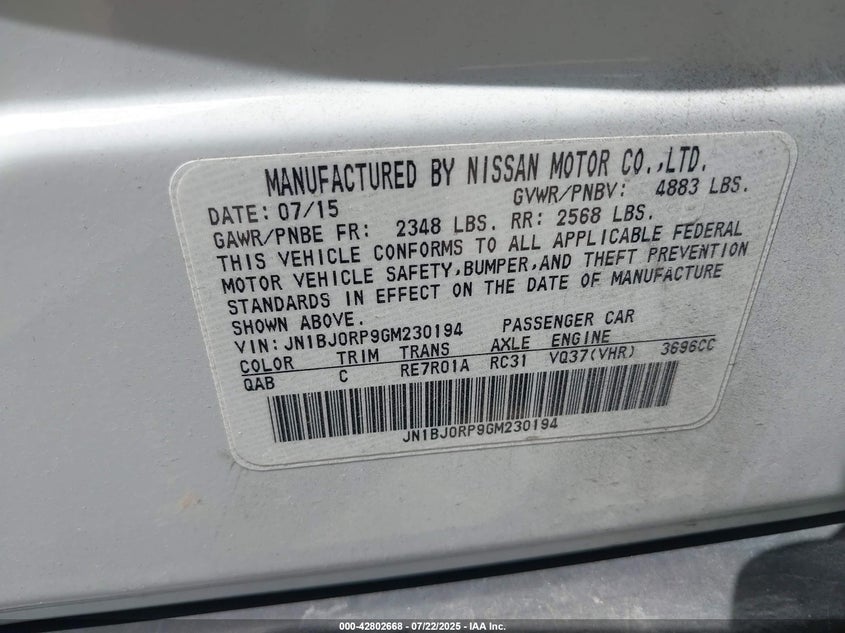 MANUFACTURED BY NISSAN MOTOR CO.,LTD.
DATE: 07/15 GVWR/PNBV: 4883 LBS.
GAWR/PNBE FR: 2348 LBS. RR: 2568 LBS.
THIS VEHICLE CONFORMS TO ALL APPLICABLE FEDERAL
MOTOR VEHICLE SAFETY,BUMPER,AND THEFT PREVENTION
STANDARDS IN EFFECT ON THE DATE OF MANUFACTURE
SHOWN ABOVE.
VIN: JN1BJ0RP9GM230194 PASSENGER CAR
COLOR TRIM TRANS AXLE ENGINE
QAB C RE7R01A RC31 VQ37(VHR) 3696CC
JN1BJ0RP9GM230194
000-42802668 - 07/22/2025 - IAA Inc.